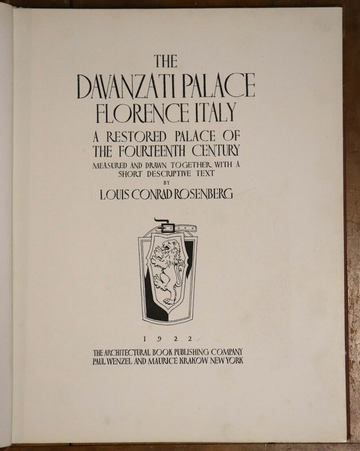 THE
DAVANZATI PALACE
FLORENCE ITALY
A RESTORED PALACE OF
THE FOURTEENTH CENTURY
MEASURED AND DRAWN TOGETHER WITH A
SHORT DESCRIPTIVE TEXT
BY
LOUIS CONRAD ROSENBERG
1922
THE ARCHITECTURAL BOOK PUBLISHING COMPANY
PAUL WENZEL AND MAURICE KRAKOW NEW YORK